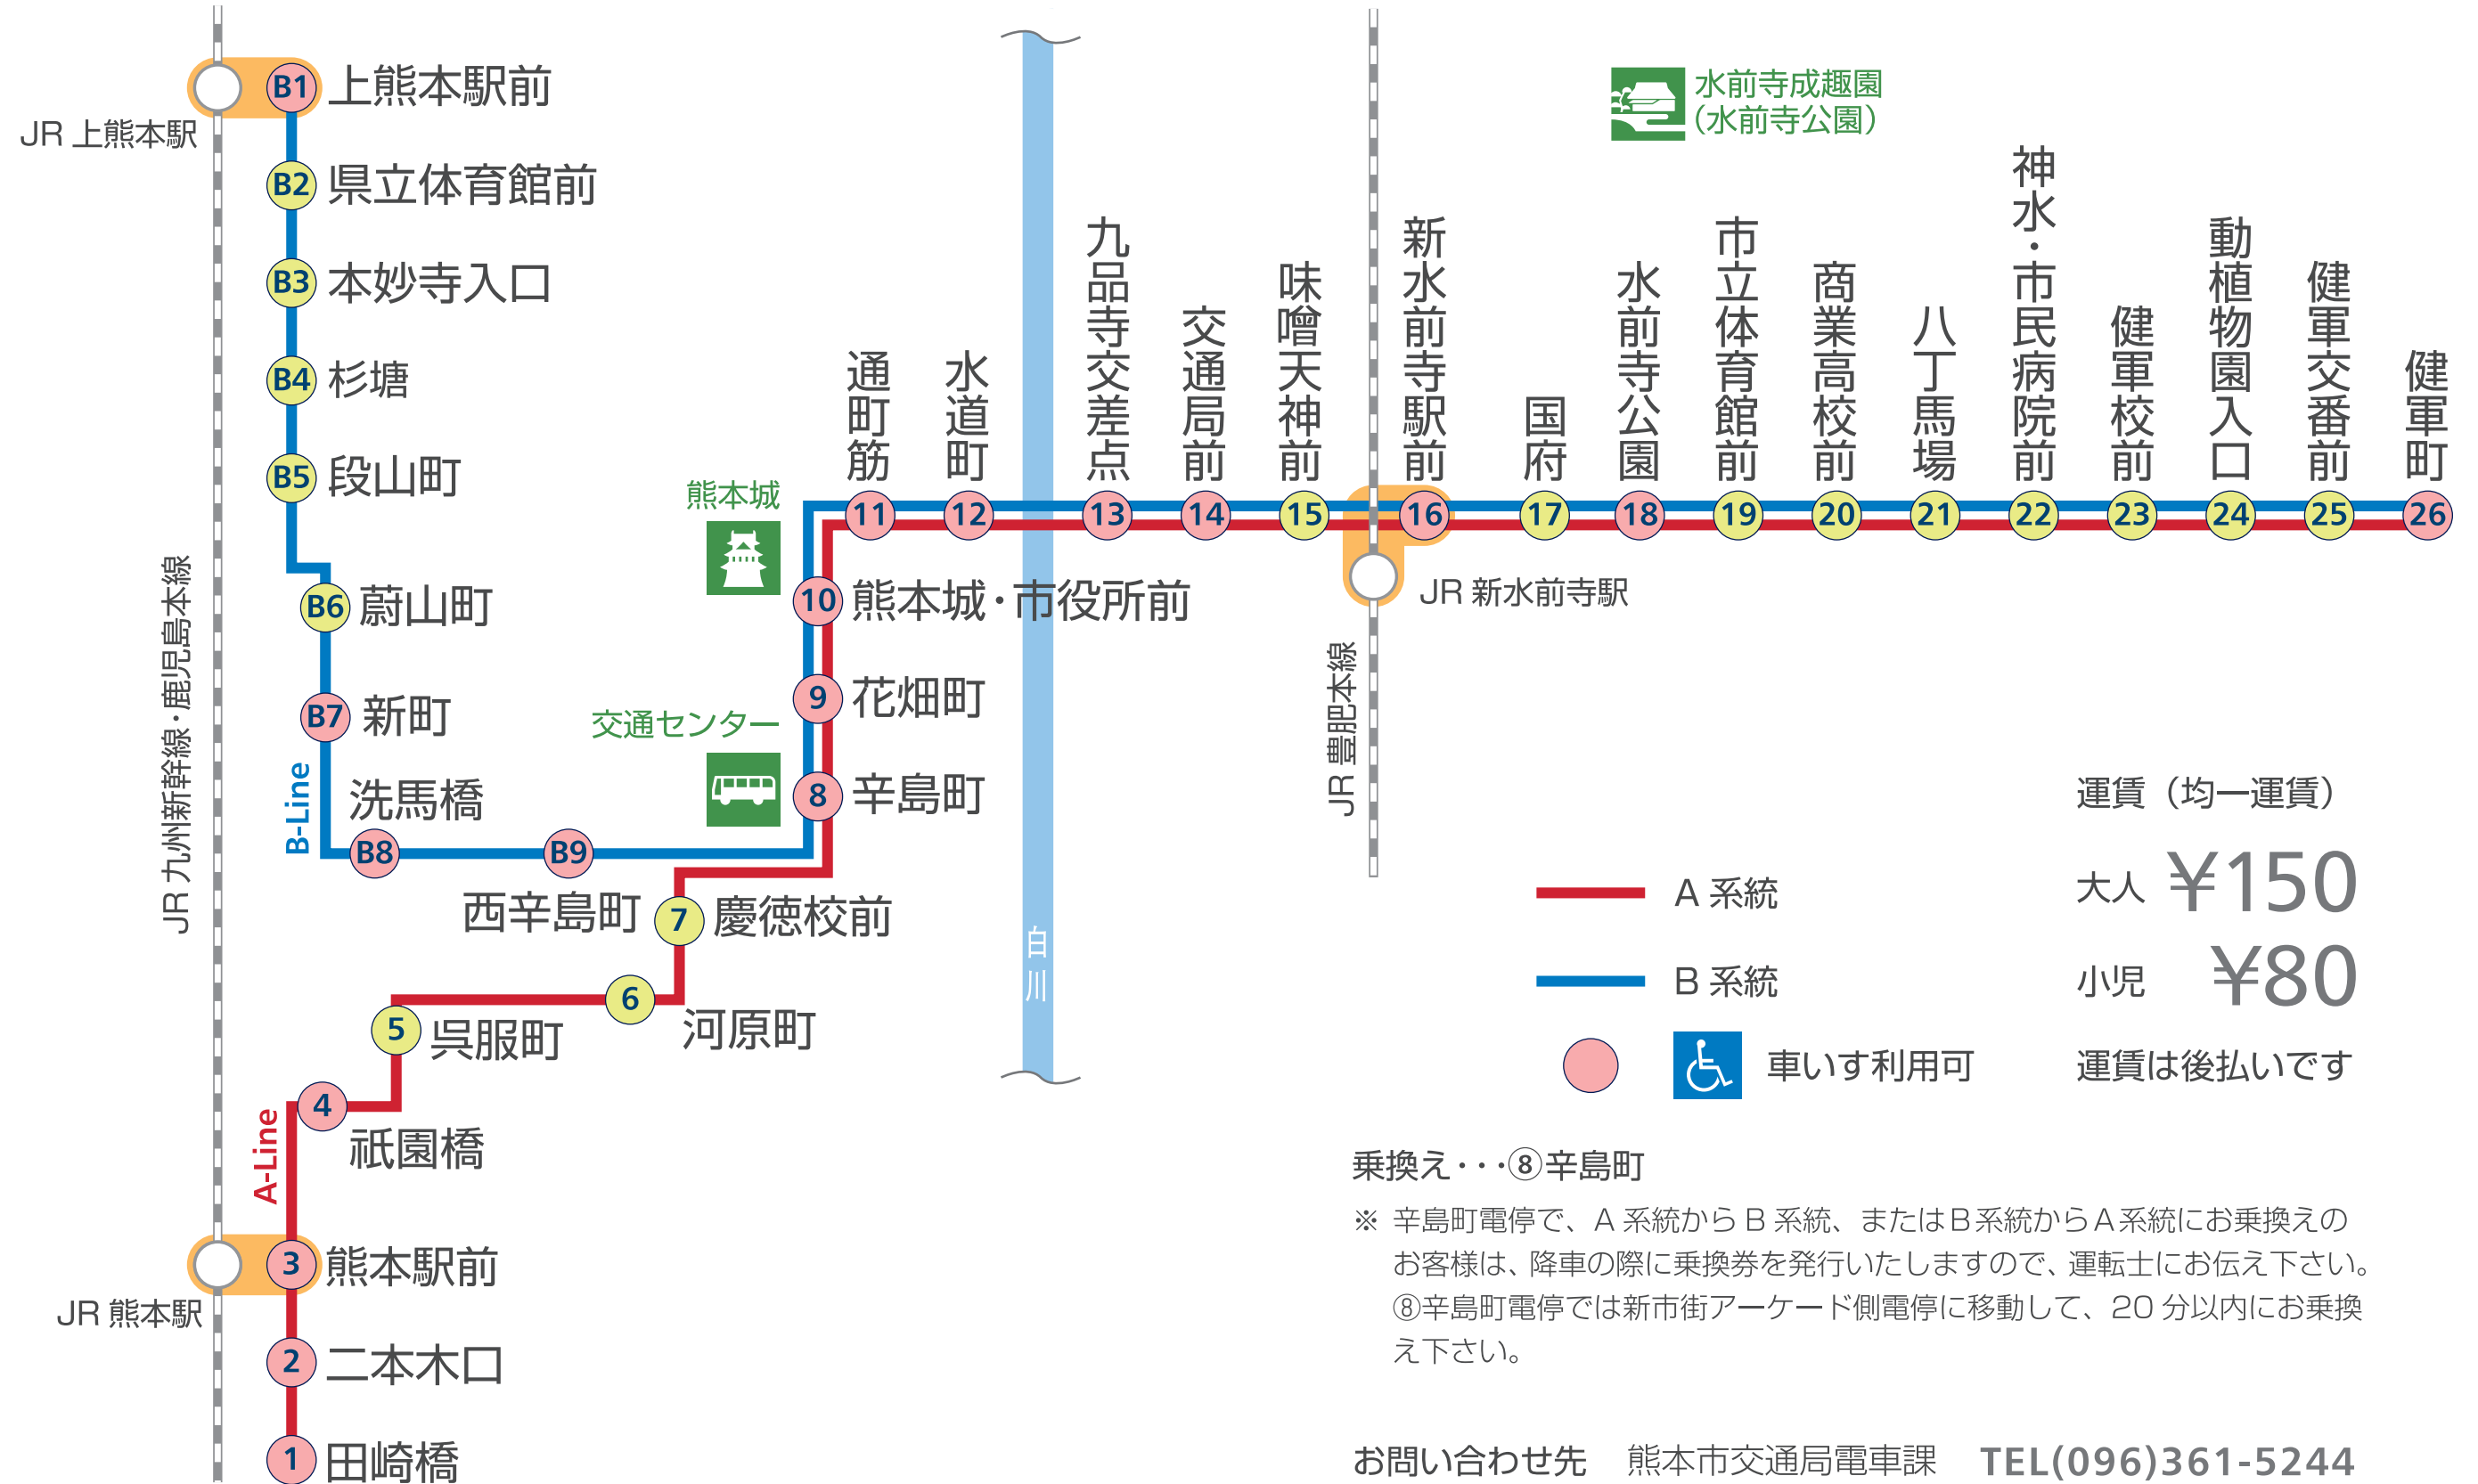 B1 上熊本駅前
JR 上熊本駅
B2 県立体育館前
B3 本妙寺入口
B4 杉塘
B5 段山町
B6 蔚山町
B7 新町
洗馬橋
B8
B9
西辛島町
B-Line
JR 九州新幹線・鹿児島本線
A-Line
1 田崎橋
2 二本木口
3 熊本駅前
JR 熊本駅
4
祇園橋
5 呉服町
6
河原町
7 慶徳校前
8 辛島町
交通センター
9 花畑町
10 熊本城・市役所前
熊本城
通町筋
11
水道町
12
白川
九品寺交差点
13
交通局前
14
味噌天神前
15
新水前寺駅前
16
JR 新水前寺駅
JR 豊肥本線
国府
17
水前寺成趣園
（水前寺公園）
水前寺公園
18
市立体育館前
19
商業高校前
20
八丁馬場
21
神水・市民病院前
22
健軍校前
23
動植物園入口
24
健軍交番前
25
健軍町
26
A 系統
B 系統
車いす利用可
運賃（均一運賃）
大人 ¥150
小児 ¥80
運賃は後払いです
乗換え・・・⑧辛島町
※ 辛島町電停で、A 系統から B 系統、またはB系統からA系統にお乗換えの
お客様は、降車の際に乗換券を発行いたしますので、運転士にお伝え下さい。
⑧辛島町電停では新市街アーケード側電停に移動して、20 分以内にお乗換
え下さい。
お問い合わせ先 熊本市交通局電車課 TEL(096)361-5244